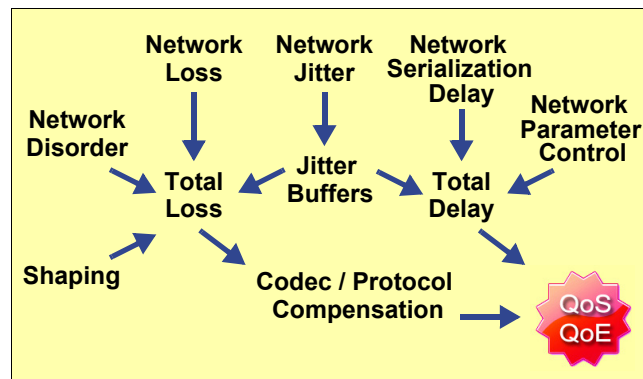 Network
Loss
Network
Jitter
Network
Serialization
Delay
Network
Parameter
Control
Network
Disorder
Total
Loss
Jitter
Buffers
Total
Delay
Shaping
Codec / Protocol
Compensation
QoS
QoE